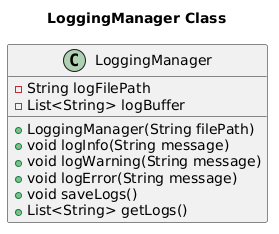 LoggingManager Class
C LoggingManager
String logFilePath
List<String> logBuffer
LoggingManager(String filePath)
void logInfo(String message)
void logWarning(String message)
void logError(String message)
void saveLogs()
List<String> getLogs()